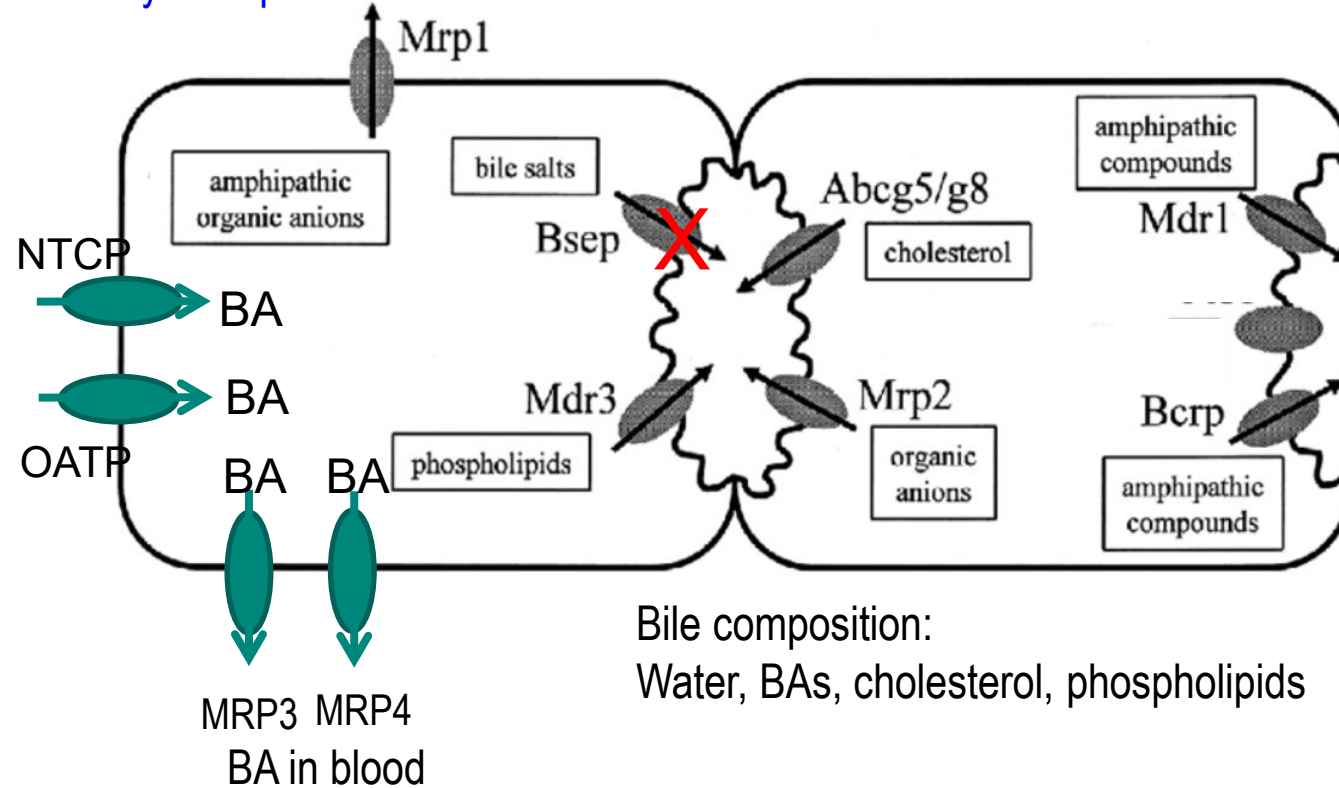 Mrp1
amphipathic
organic anions
bile salts
Bsep
X
Abcg5/g8
cholesterol
amphipathic
compounds
Mdr1
NTCP
BA
BA
OATP
BA BA
Mdr3
phospholipids
Mrp2
organic
anions
Bcrp
amphipathic
compounds
MRP3 MRP4
BA in blood
Bile composition:
Water, BAs, cholesterol, phospholipids